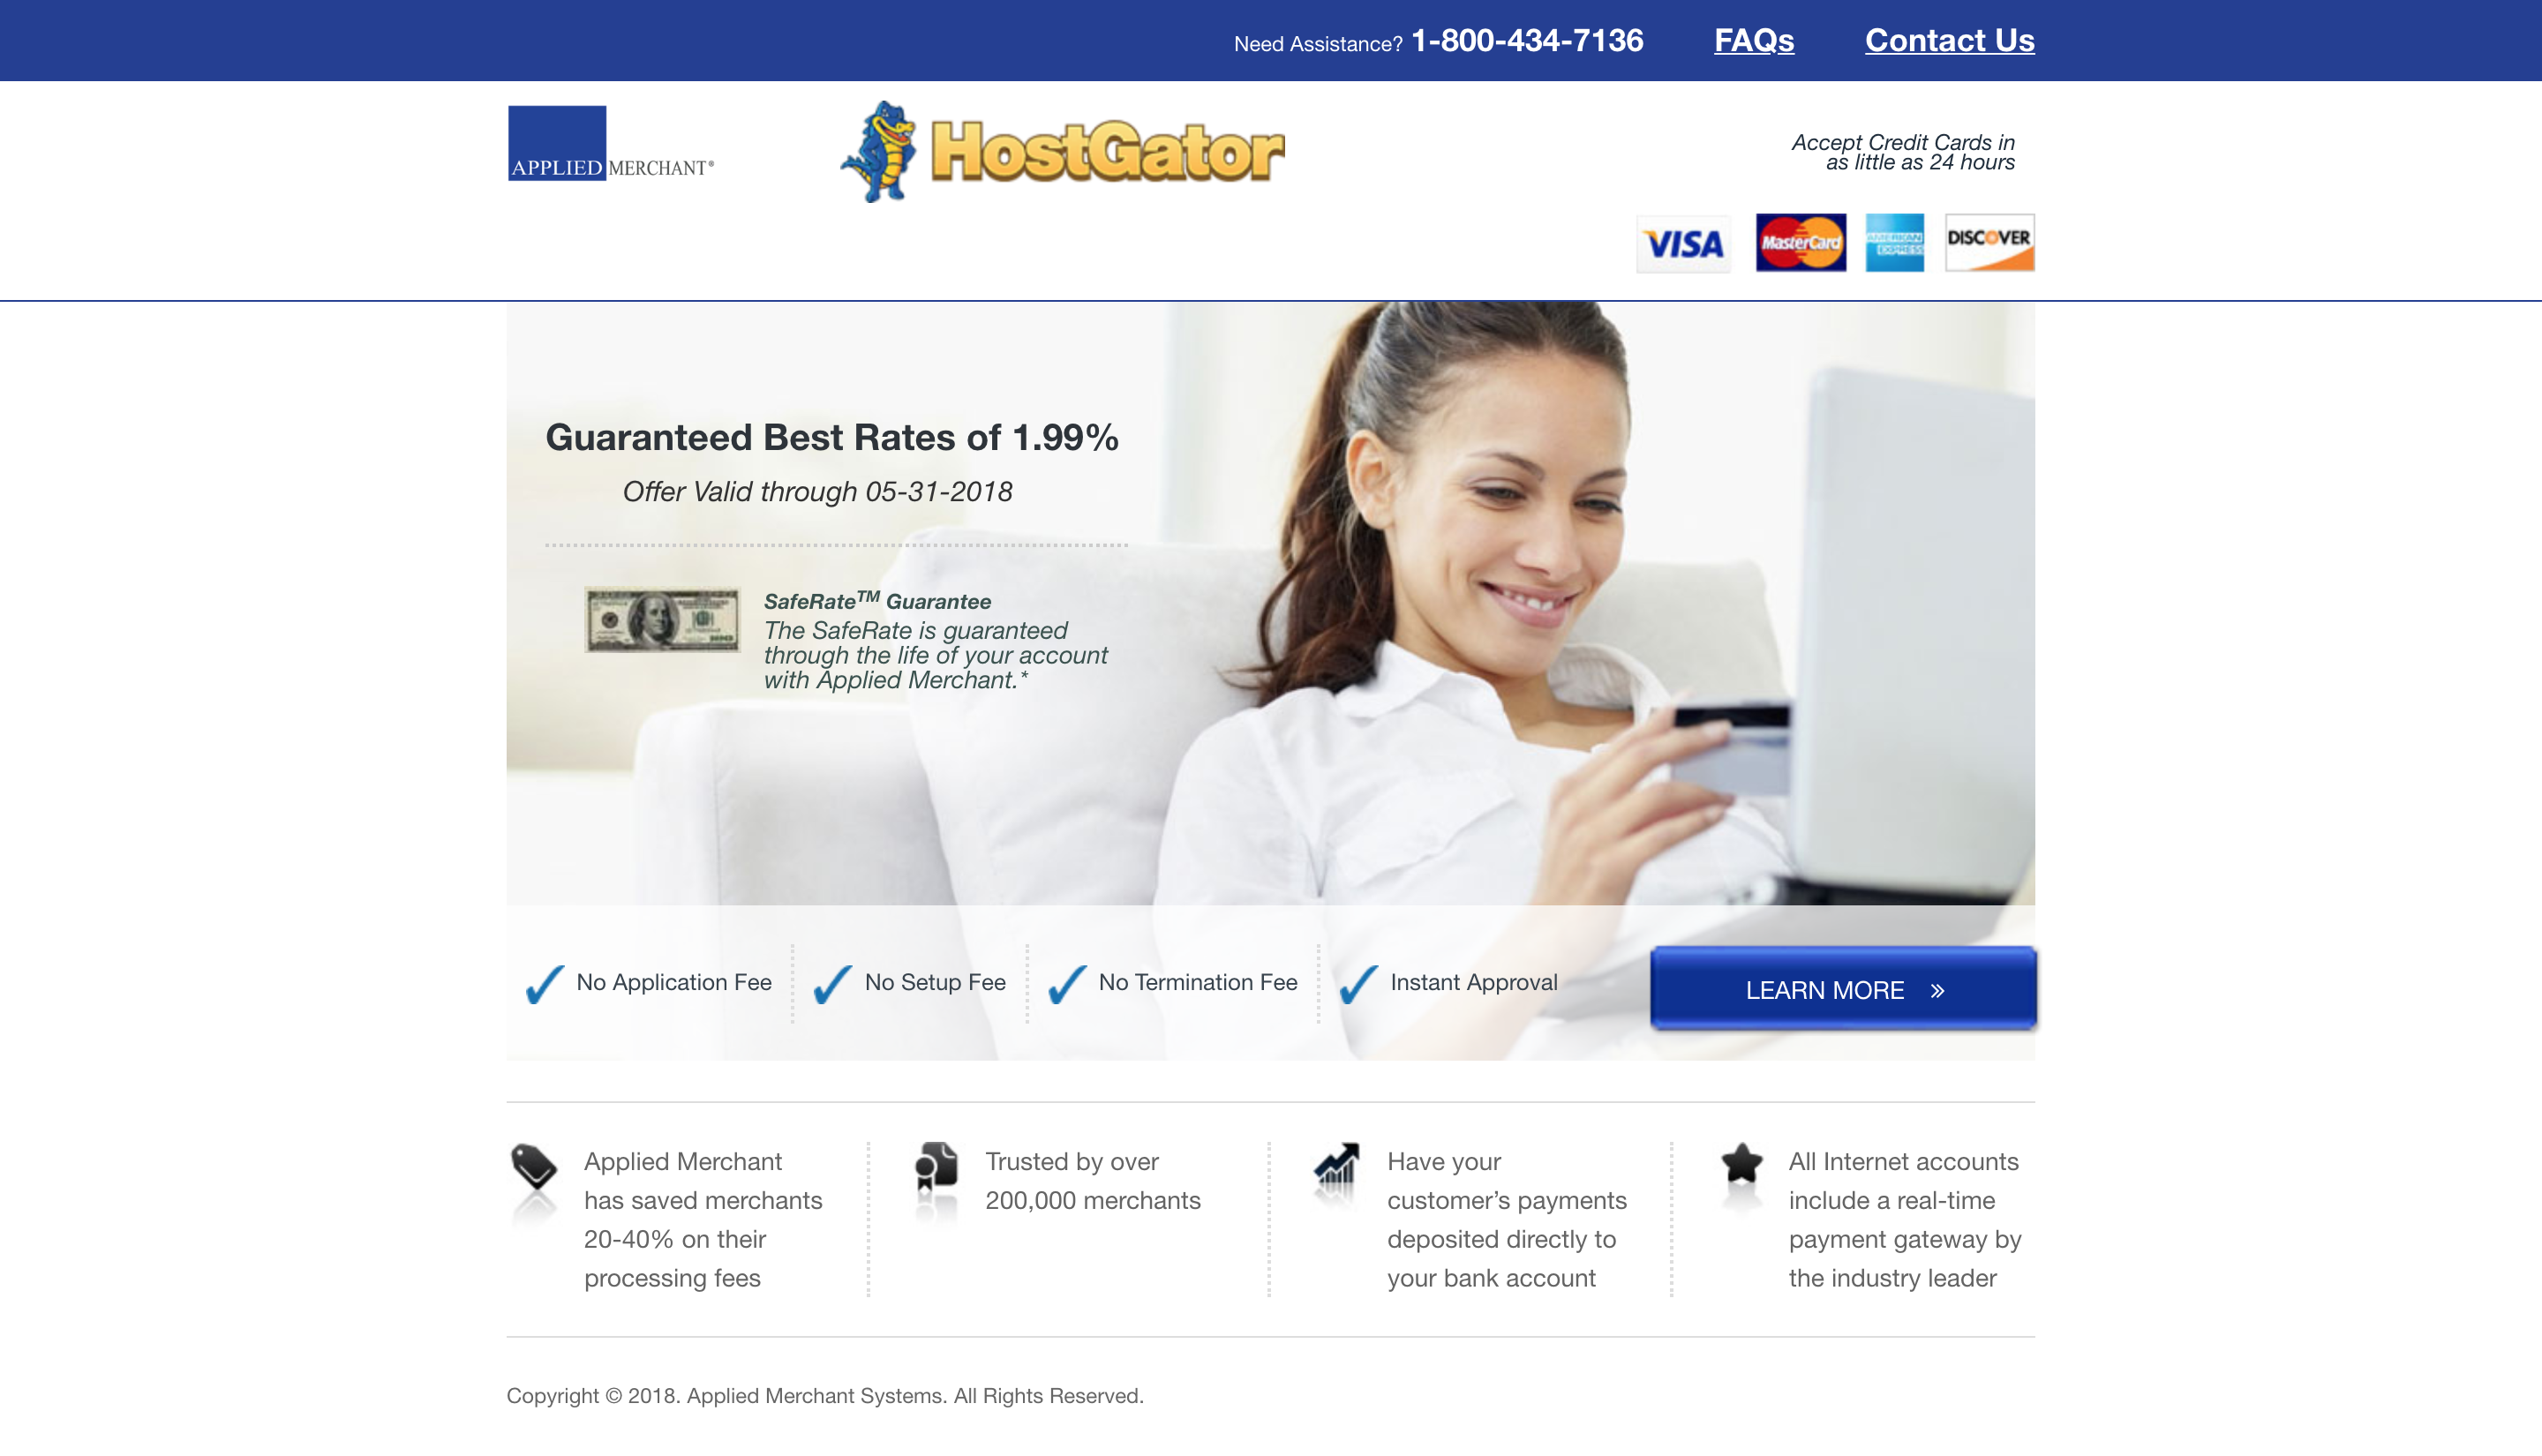 Need Assistance? 1-800-434-7136 FAQs Contact Us
APPLIED MERCHANT®
HostGator
Accept Credit Cards in
as little as 24 hours
VISA MasterCard AMERICAN EXPRESS DISCOVER
Guaranteed Best Rates of 1.99%
Offer Valid through 05-31-2018
SafeRate™ Guarantee
The SafeRate is guaranteed
through the life of your account
with Applied Merchant.*
No Application Fee
No Setup Fee
No Termination Fee
Instant Approval
LEARN MORE »
Applied Merchant
has saved merchants
20-40% on their
processing fees
Trusted by over
200,000 merchants
Have your
customer’s payments
deposited directly to
your bank account
All Internet accounts
include a real-time
payment gateway by
the industry leader
Copyright © 2018. Applied Merchant Systems. All Rights Reserved.